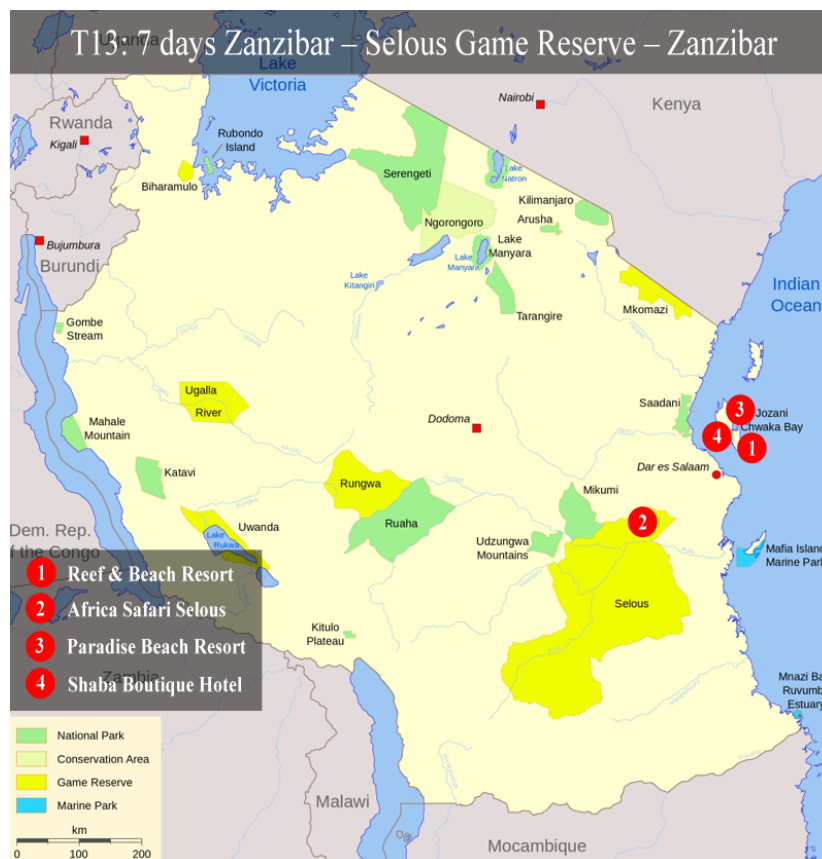 T13: 7 days Zanzibar – Selous Game Reserve – Zanzibar
Uganda
Lake
Victoria
Nairobi
Kenya
Rwanda
Kigali
Rubondo
Island
Biharamulo
Serengeti
Lake
Natron
Kilimanjaro
Arusha
Ngorongoro
Bujumbura
Burundi
Lake
Manyara
Lake
Manyara
Lake
Kitangiri
Indian
Ocean
Tarangire
Mkomazi
Gombe
Stream
Ugalla
River
Saadani
3
Jozani
Chwaka Bay
4
1
Mahale
Mountain
Dodoma
Dar es Salaam
Katavi
Rungwa
Mikumi
Ruaha
2
Uwanda
Lake
Rukwa
Udzungwa
Mountains
Dem. Rep.
f the Congo
Mafia Island
Marine Park
1 Reef & Beach Resort
2 Africa Safari Selous
3 Paradise Beach Resort
4 Shaba Boutique Hotel
Selous
Kitulo
Plateau
Zambia
Mnazi Ba
Ruvumb
Estuary
National Park
Conservation Area
Game Reserve
Marine Park
km
0 100 200
Malawi
Mocambique